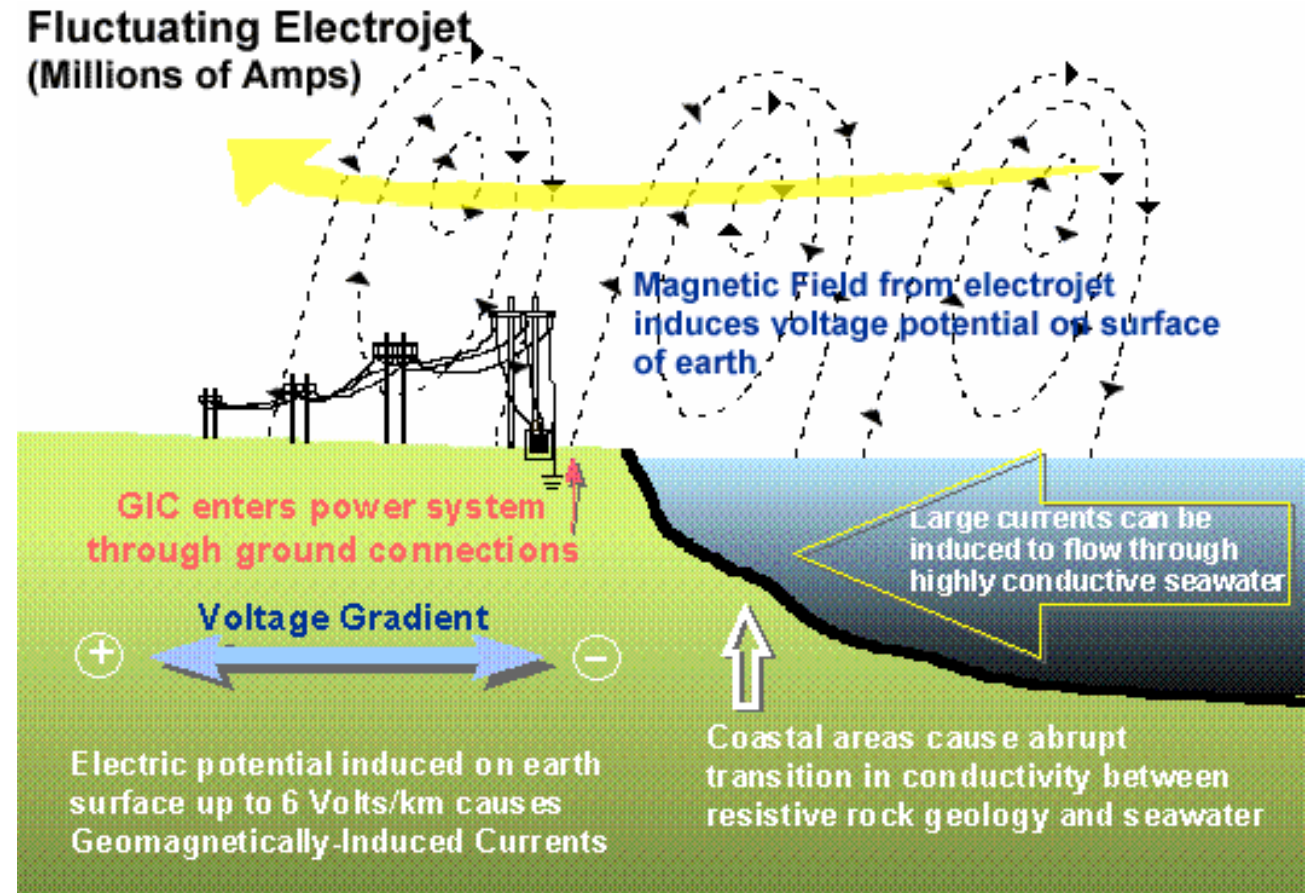 Fluctuating Electrojet
(Millions of Amps)
Magnetic Field from electrojet
induces voltage potential on surface
of earth
GIC enters power system
through ground connections
Large currents can be
induced to flow through
highly conductive seawater
Voltage Gradient
+
−
Coastal areas cause abrupt
transition in conductivity between
resistive rock geology and seawater
Electric potential induced on earth
surface up to 6 Volts/km causes
Geomagnetically-Induced Currents